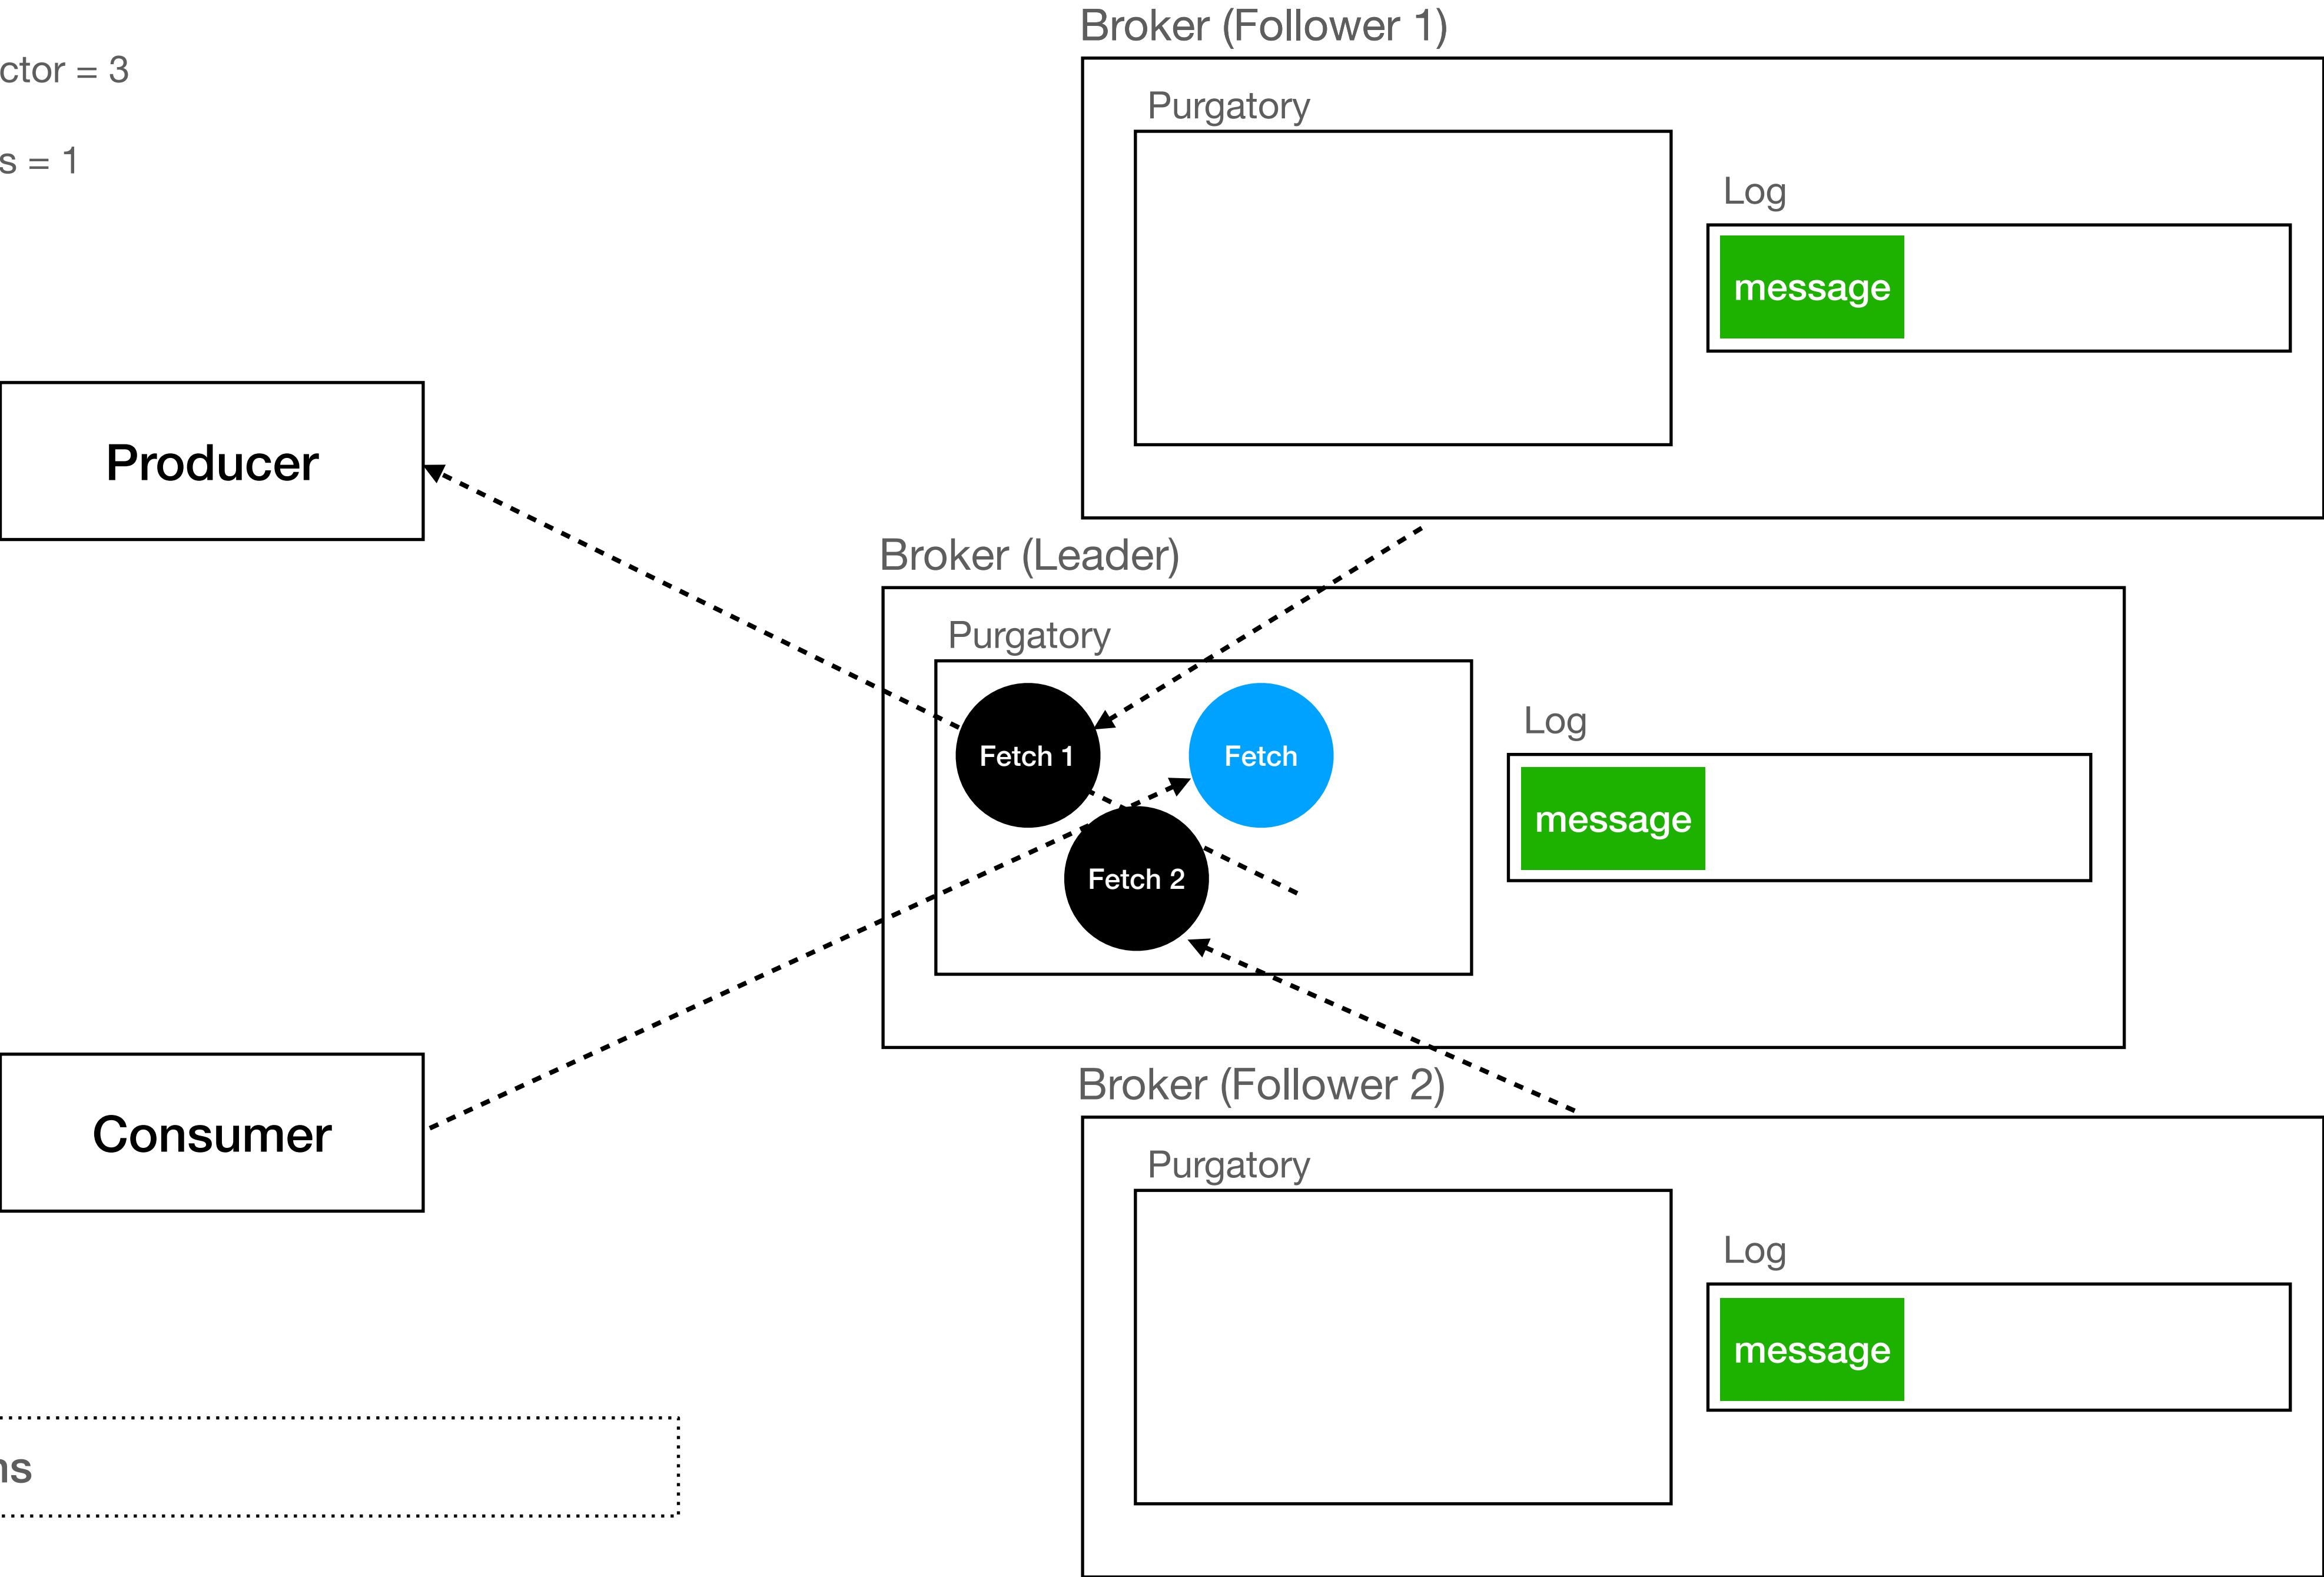 Broker (Follower 1)
ctor = 3
Purgatory
s = 1
Log
message
Producer
Broker (Leader)
Purgatory
Log
Fetch 1
Fetch
message
Fetch 2
Broker (Follower 2)
Consumer
Purgatory
Log
message
ns